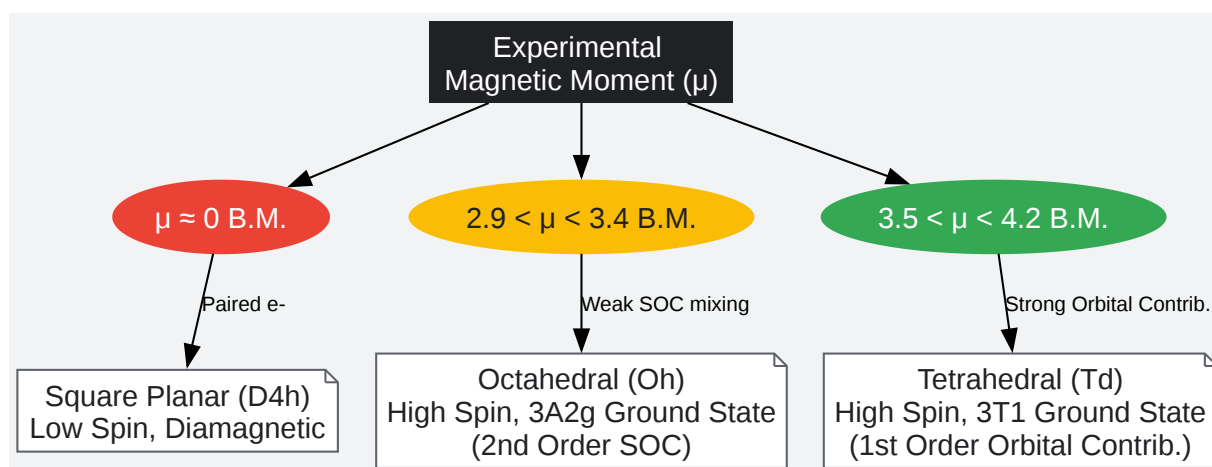 Experimental
Magnetic Moment (μ)
μ ≈ 0 B.M.
2.9 < μ < 3.4 B.M.
3.5 < μ < 4.2 B.M.
Paired e-
Weak SOC mixing
Strong Orbital Contrib.
Square Planar (D4h)
Low Spin, Diamagnetic
Octahedral (Oh)
High Spin, 3A2g Ground State
(2nd Order SOC)
Tetrahedral (Td)
High Spin, 3T1 Ground State
(1st Order Orbital Contrib.)